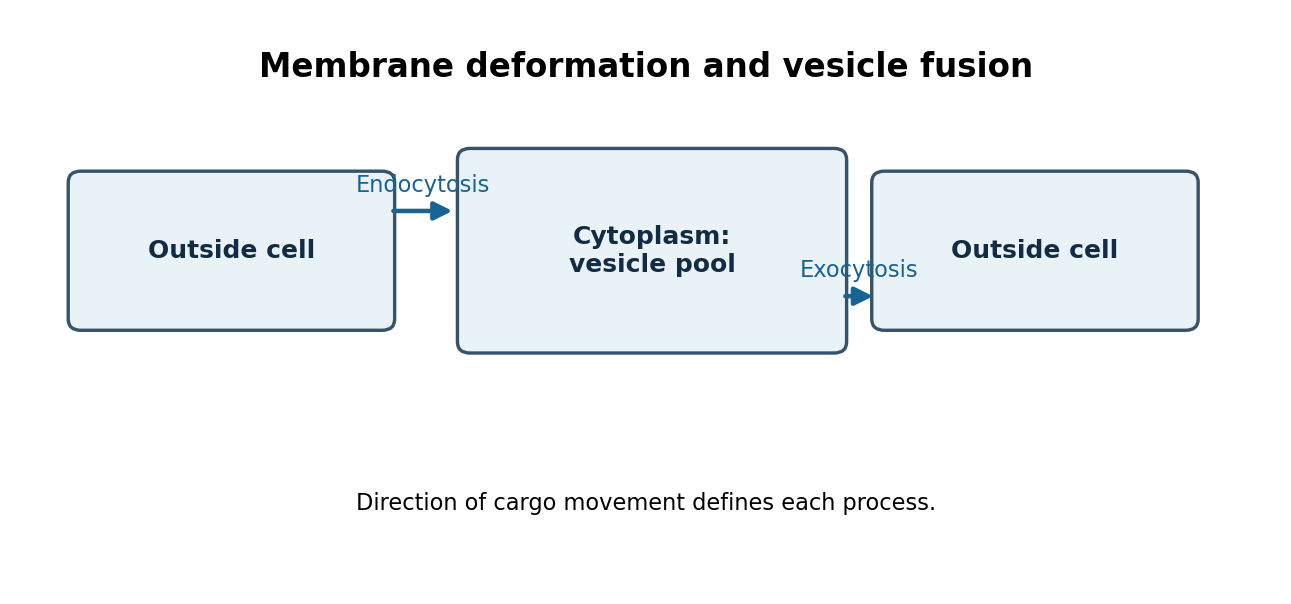 Membrane deformation and vesicle fusion
Endocytosis
Outside cell
Cytoplasm:
vesicle pool
Exocytosis
Outside cell
Direction of cargo movement defines each process.